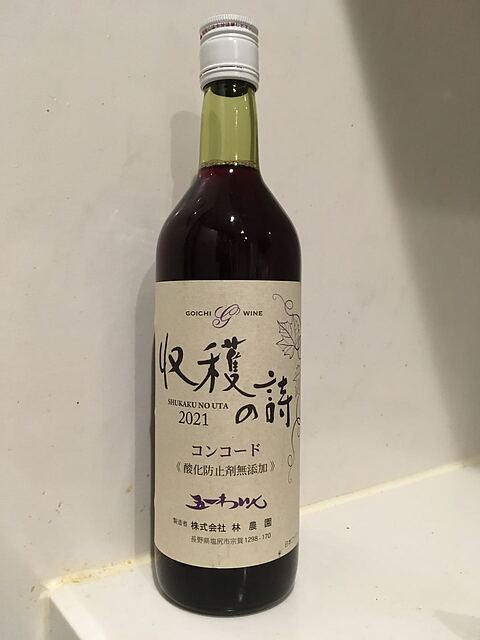 GOICHI G WINE
収穫
の詩
SHUKAKU NO UTA
2021
コンコード
《酸化防止剤無添加》
五一わいん
製造者 株式会社 林 農 園
長野県塩尻市宗賀1298-170